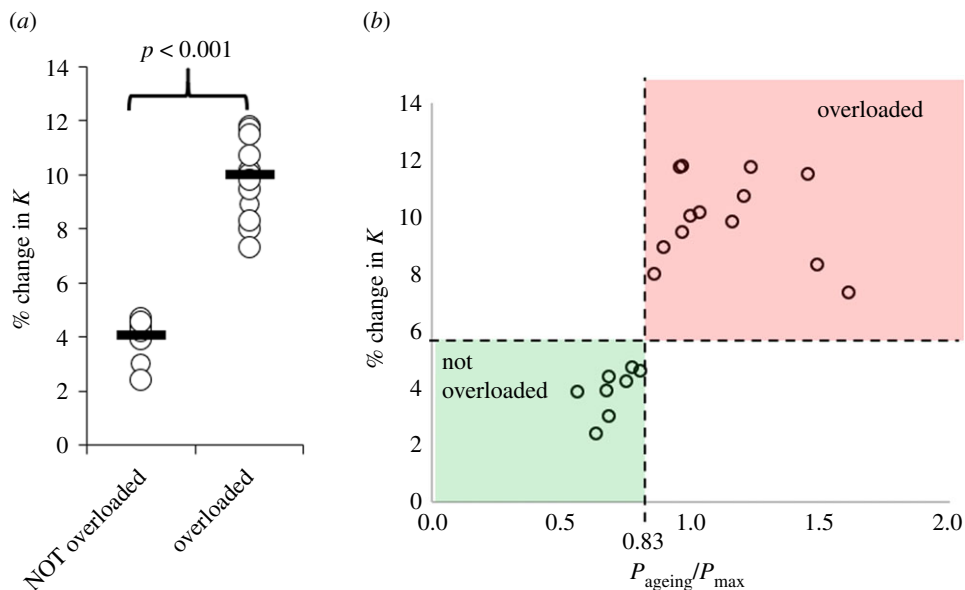 (a)
p < 0.001
14
12
10
8
6
4
2
0
% change in K
NOT overloaded
overloaded
(b)
14
12
10
8
6
4
2
0
% change in K
overloaded
not
overloaded
0.0 0.5 1.0 1.5 2.0
0.83
Pageing/Pmax